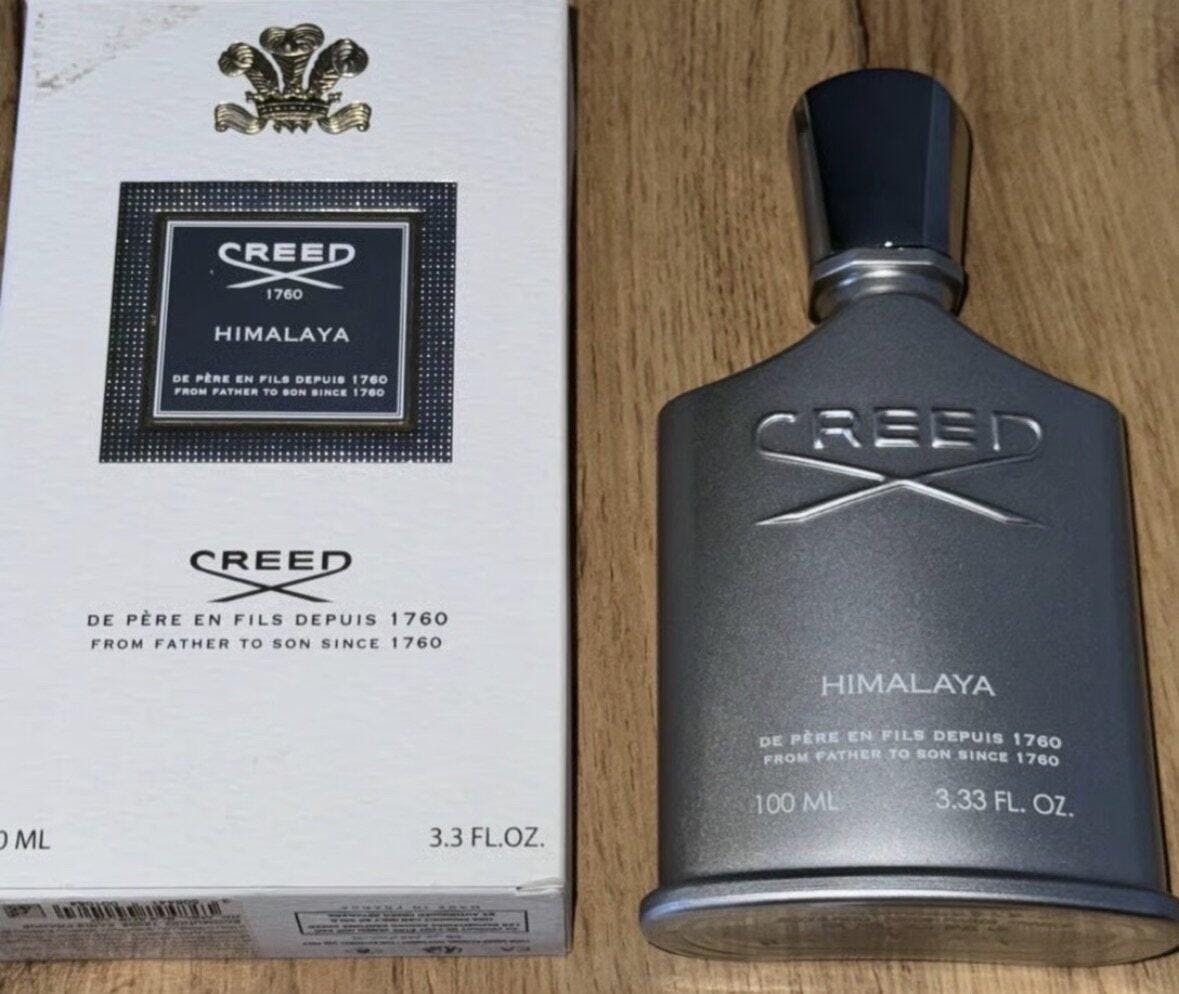 CREED
1760
HIMALAYA
DE PÈRE EN FILS DEPUIS 1760
FROM FATHER TO SON SINCE 1760
CREED
DE PÈRE EN FILS DEPUIS 1760
FROM FATHER TO SON SINCE 1760
0 ML 3.3 FL.OZ.
CREED
HIMALAYA
DE PÈRE EN FILS DEPUIS 1760
FROM FATHER TO SON SINCE 1760
100 ML 3.33 FL. OZ.